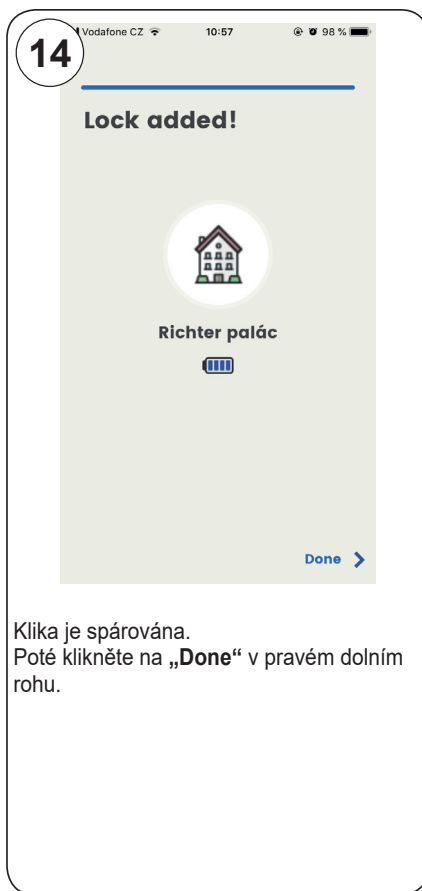 14
Vodafone CZ 10:57 98 %
Lock added!
Richter palác
Done
Klika je spárována.
Poté klikněte na „Done“ v pravém dolním
rohu.